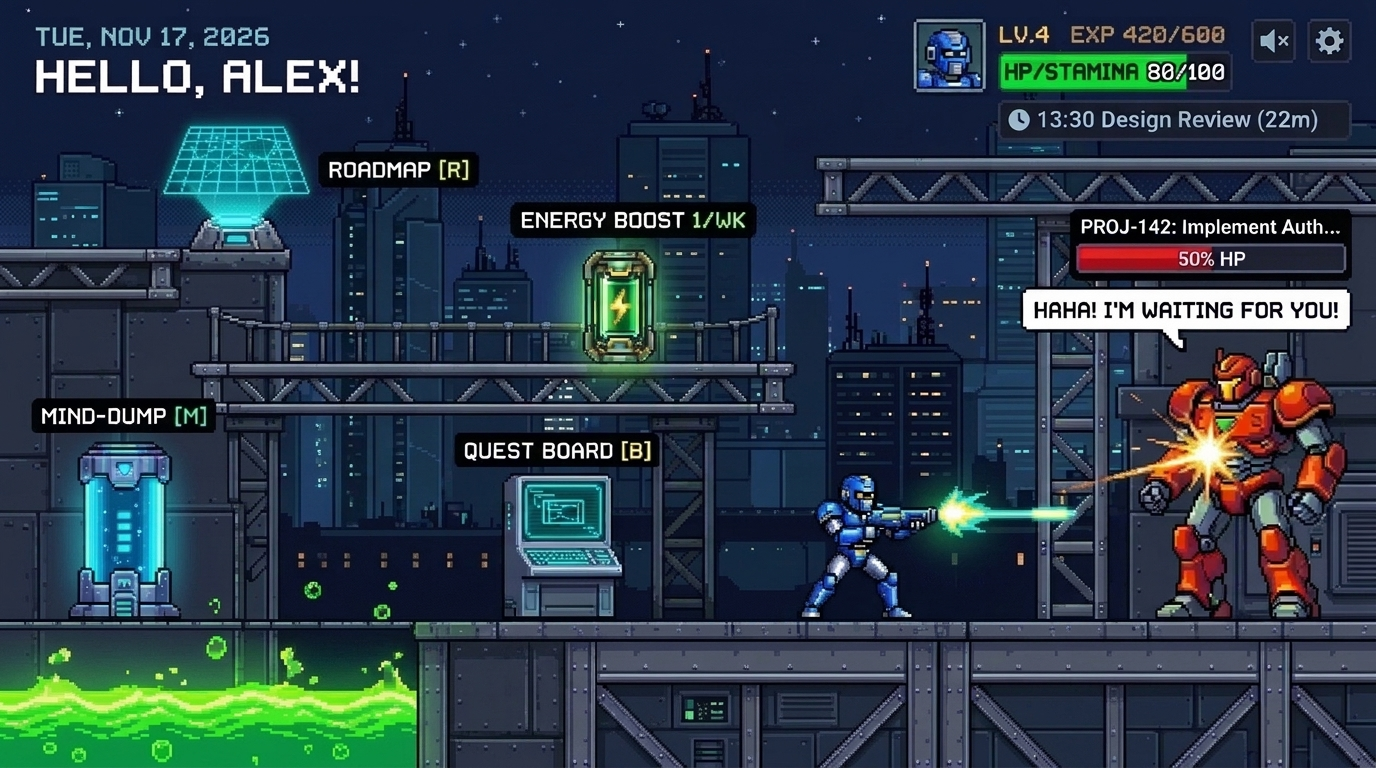 TUE, NOV 17, 2026
HELLO, ALEX!
LV.4 EXP 420/600
HP/STAMINA 80/100
13:30 Design Review (22m)
ROADMAP [R]
ENERGY BOOST 1/WK
PROJ-142: Implement Auth...
50% HP
HAHA! I'M WAITING FOR YOU!
MIND-DUMP [M]
QUEST BOARD [B]